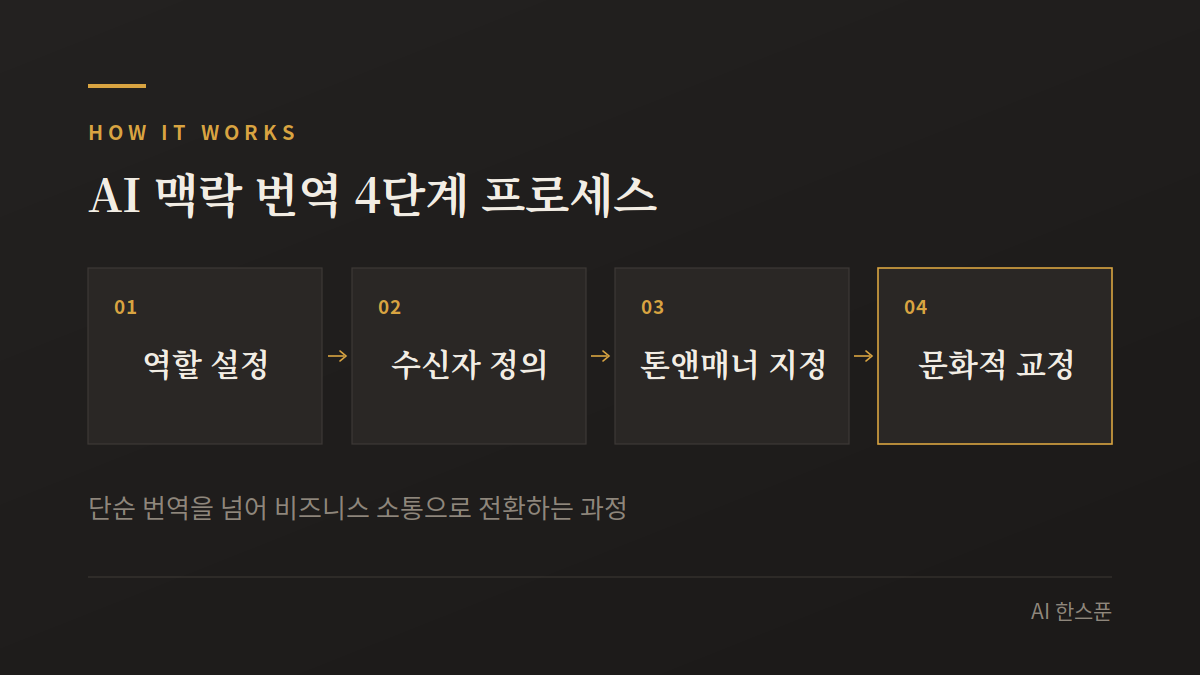 HOW IT WORKS
AI 맥락 번역 4단계 프로세스
01
역할 설정
→
02
수신자 정의
→
03
톤앤매너 지정
→
04
문화적 교정
단순 번역을 넘어 비즈니스 소통으로 전환하는 과정
AI 한스푼